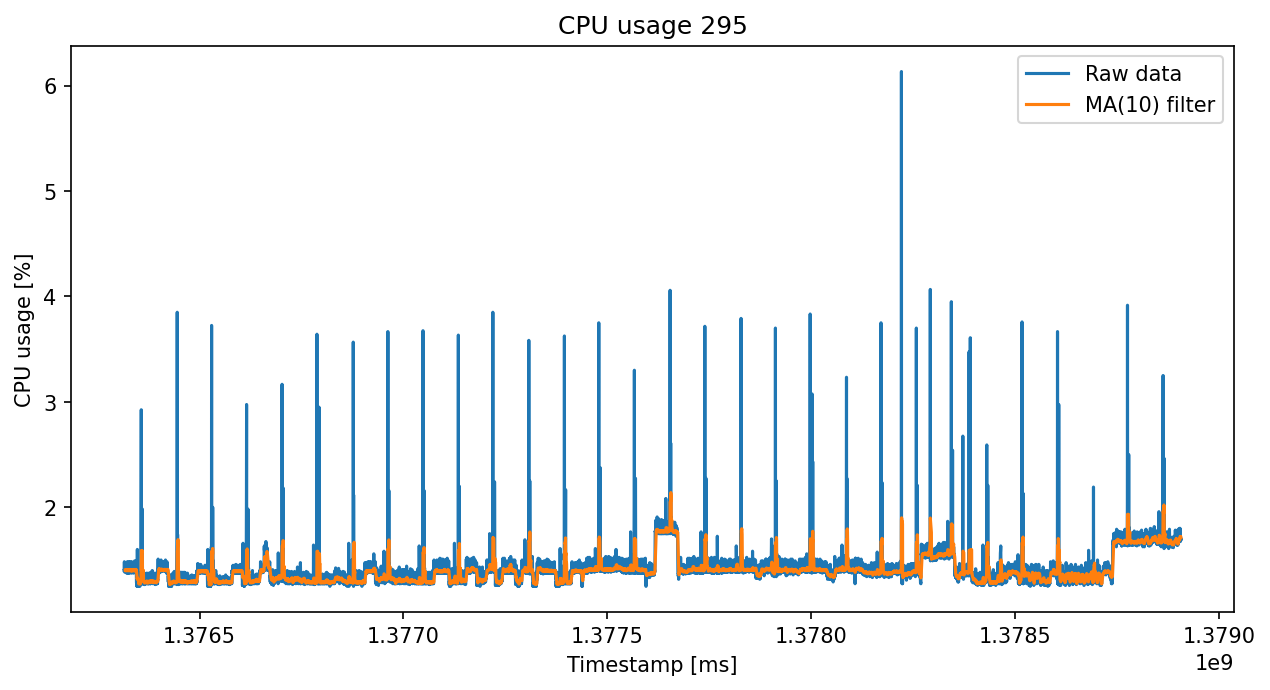 CPU usage 295
Raw data
MA(10) filter
CPU usage [%]
6
5
4
3
2
1.3765 1.3770 1.3775 1.3780 1.3785 1.3790
1e9
Timestamp [ms]